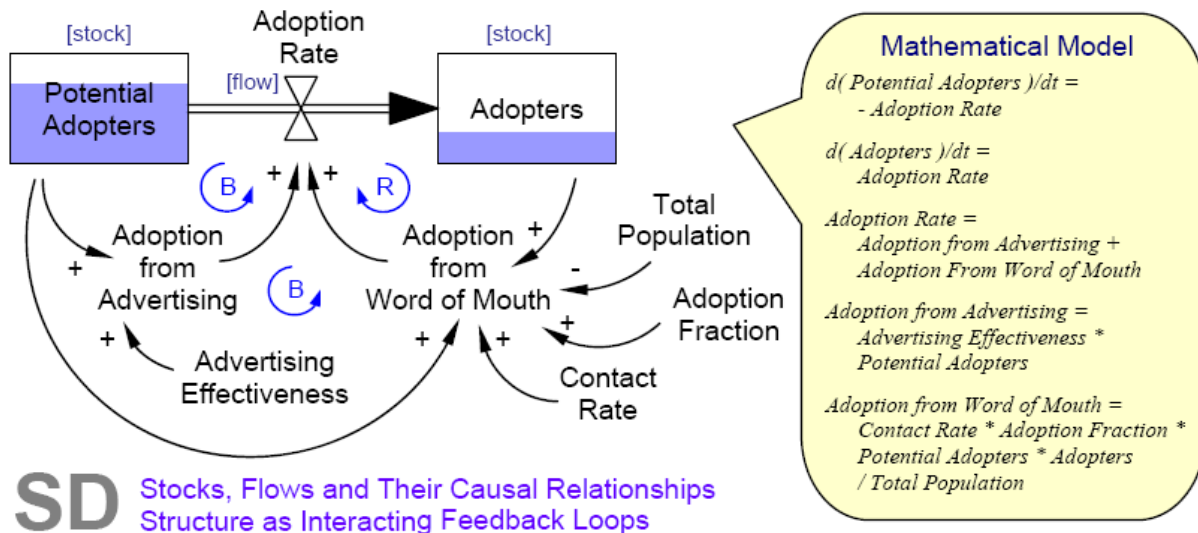 Adoption
Rate
[stock]
[stock]
[flow]
Potential
Adopters
Adopters
B
+
+
R
+
Total
Population
Adoption
from
Advertising
+
Adoption
from
Word of Mouth
-
B
Adoption
Fraction
+
+
+
+
Advertising
Effectiveness
Contact
Rate
SD
Stocks, Flows and Their Causal Relationships
Structure as Interacting Feedback Loops
Mathematical Model
d( Potential Adopters )/dt =
- Adoption Rate
d( Adopters )/dt =
Adoption Rate
Adoption Rate =
Adoption from Advertising +
Adoption From Word of Mouth
Adoption from Advertising =
Advertising Effectiveness *
Potential Adopters
Adoption from Word of Mouth =
Contact Rate * Adoption Fraction *
Potential Adopters * Adopters
/ Total Population